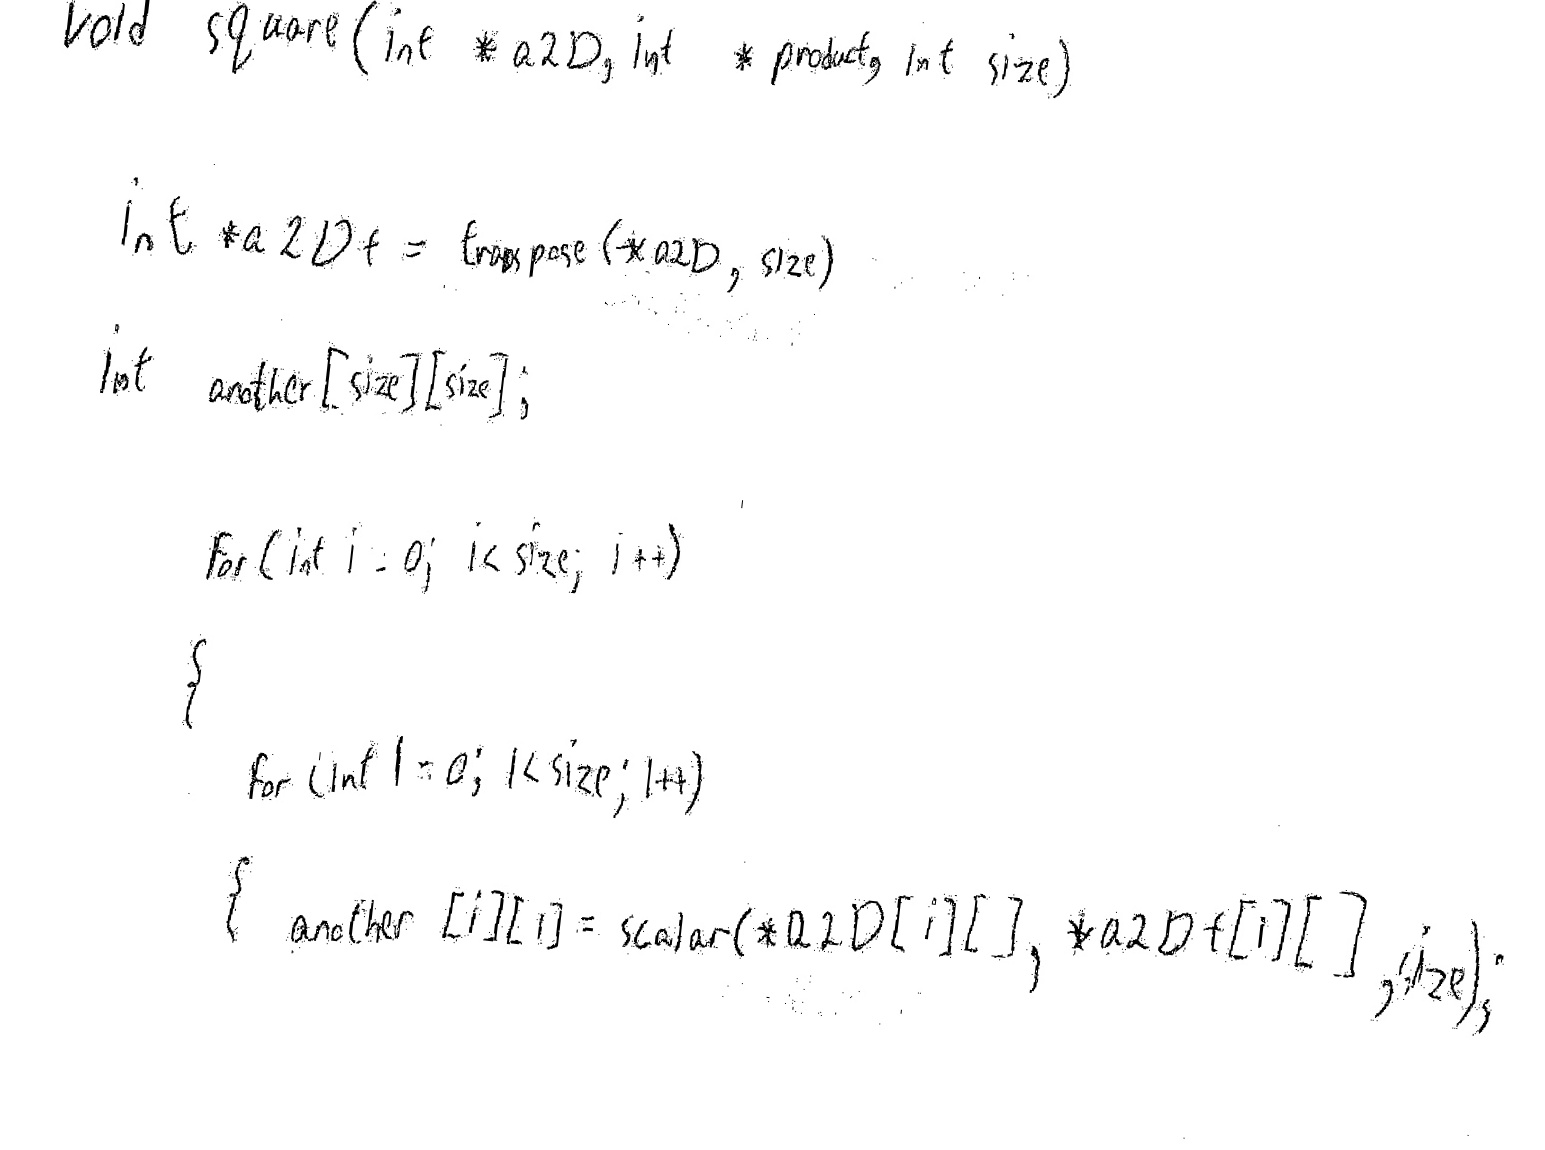 void square(int *a2D, int *product, int size)
int *a2Dt = transpose(*a2D, size)
int another[size][size];
for(int i=0; i<size; i++)
{
for(int l=0; l<size; l++)
{ another [i][l] = scalar(*a2D[i][], *a2Dt[l][], size);